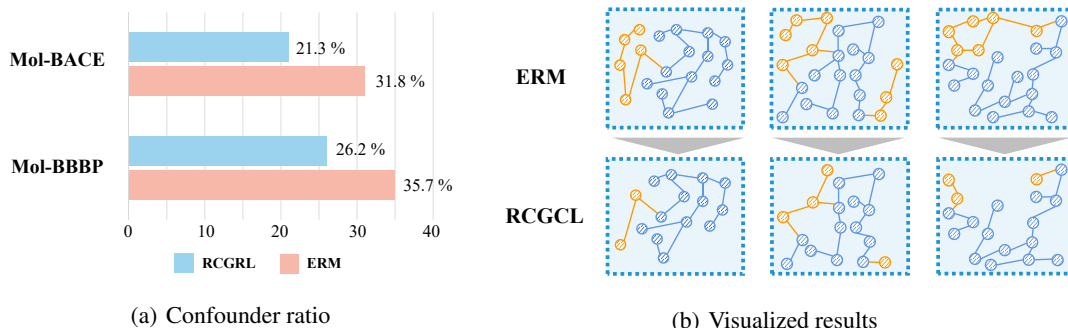 Mol-BACE
21.3 %
31.8 %
Mol-BBBP
26.2 %
35.7 %
0 10 20 30 40
RCGRL ERM
(a) Confounder ratio
ERM
RCGCL
(b) Visualized results